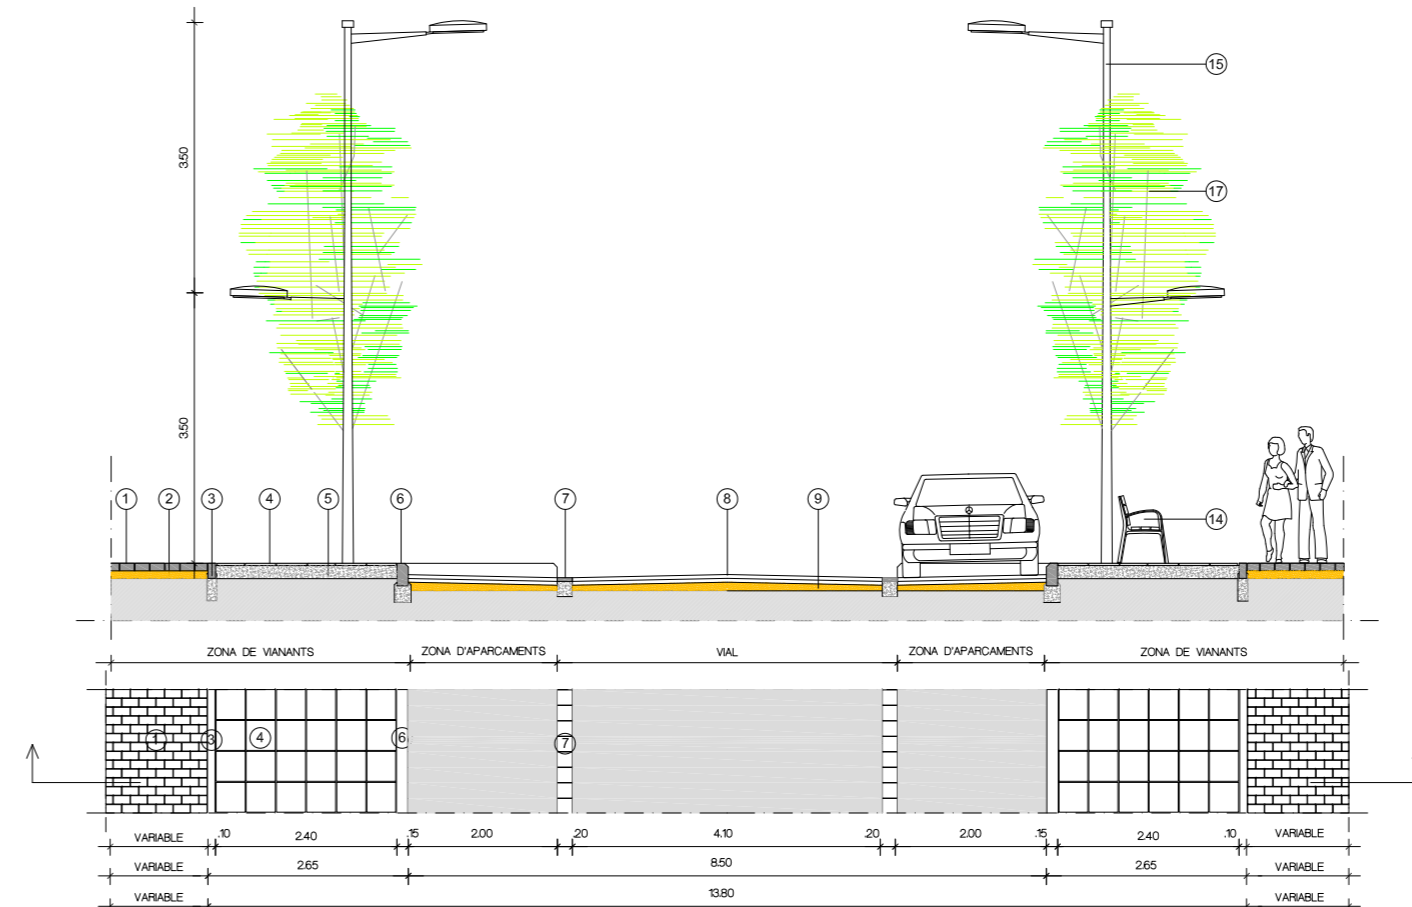 15
3.50
17
3.50
1 2 3 4 5 6 7 8 9
14
ZONA DE VIANANTS ZONA D'APARCAMENTS VIAL ZONA D'APARCAMENTS ZONA DE VIANANTS
1 3 4 6 7
VARIABLE .10 2.40 .15 2.00 .20 4.10 .20 2.00 .15 2.40 .10 VARIABLE
VARIABLE 2.65 8.50 2.65 VARIABLE
VARIABLE 13.80 VARIABLE